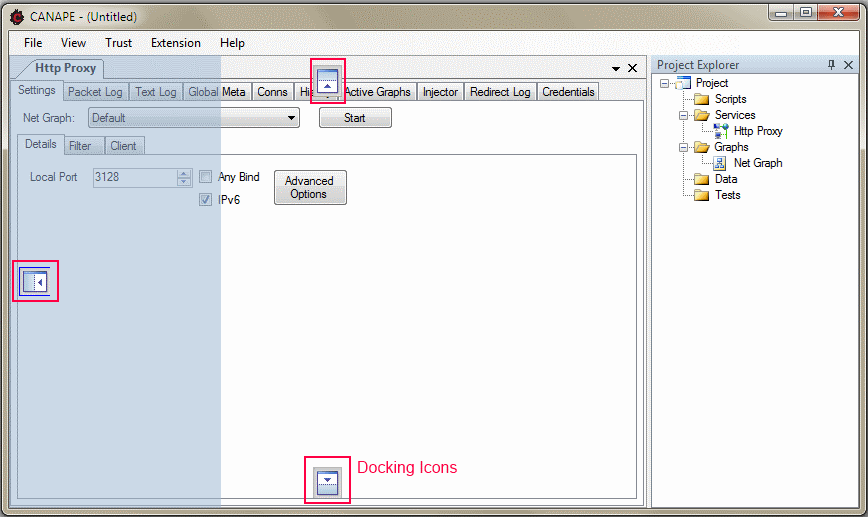 CANAPE - (Untitled)
File View Trust Extension Help
Http Proxy
Settings Packet Log Text Log Global Meta Conns Active Graphs Injector Redirect Log Credentials
Net Graph: Default Start
Details Filter Client
Local Port 3128 Any Bind Advanced Options
IPv6
Docking Icons
Project Explorer
Project
Scripts
Services
Http Proxy
Graphs
Net Graph
Data
Tests